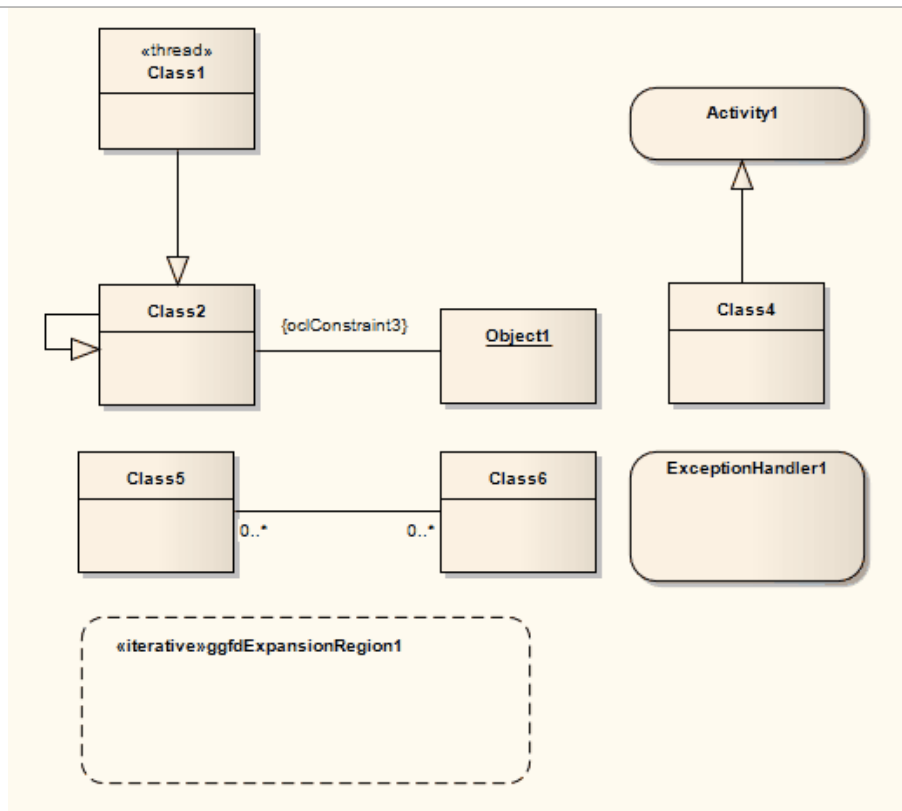 «thread»
Class1
Activity1
Class2
{oclConstraint3}
Object1
Class4
Class5
0..*
0..*
Class6
ExceptionHandler1
«iterative»ggfdExpansionRegion1